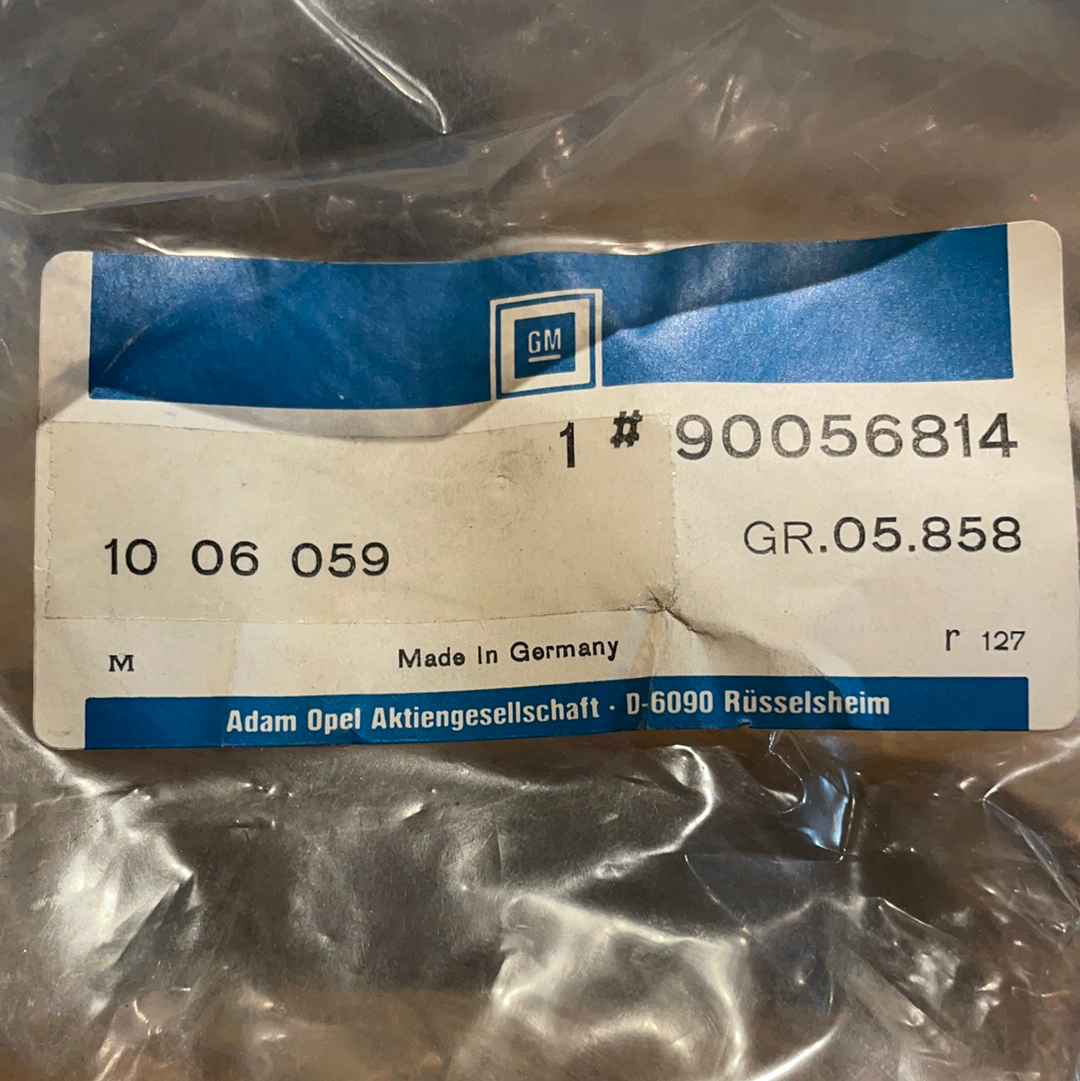 GM
1 # 90056814
GR.05.858
10 06 059
r 127
M
Made In Germany
Adam Opel Aktiengesellschaft · D-6090 Rüsselsheim